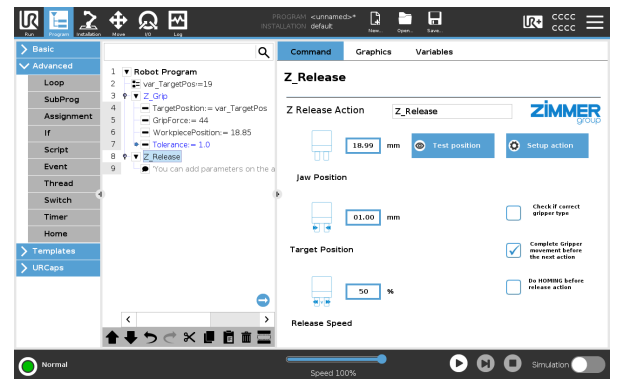 Run
Program
Installation
Move
I/O
Log
PROGRAM <unnamed>*
INSTALLATION default
New...
Open...
Save...
CCCC
CCCC
Basic
Advanced
Loop
SubProg
Assignment
If
Script
Event
Thread
Switch
Timer
Home
Templates
URCaps
1 Robot Program
2 var_TargetPos:=19
3 Z_Grip
4 TargetPosition:= var_TargetPos
5 GripForce:= 44
6 WorkpiecePosition:= 18.85
7 Tolerance:= 1.0
8 Z_Release
9 You can add parameters on the a
Command Graphics Variables
Z_Release
Z Release Action Z_Release
ZIMMER
group
18.99 mm Test position Setup action
Jaw Position
01.00 mm
Check if correct
gripper type
Target Position
Complete Gripper
movement before
the next action
50 %
Do HOMING before
release action
Release Speed
Normal
Speed 100%
Simulation